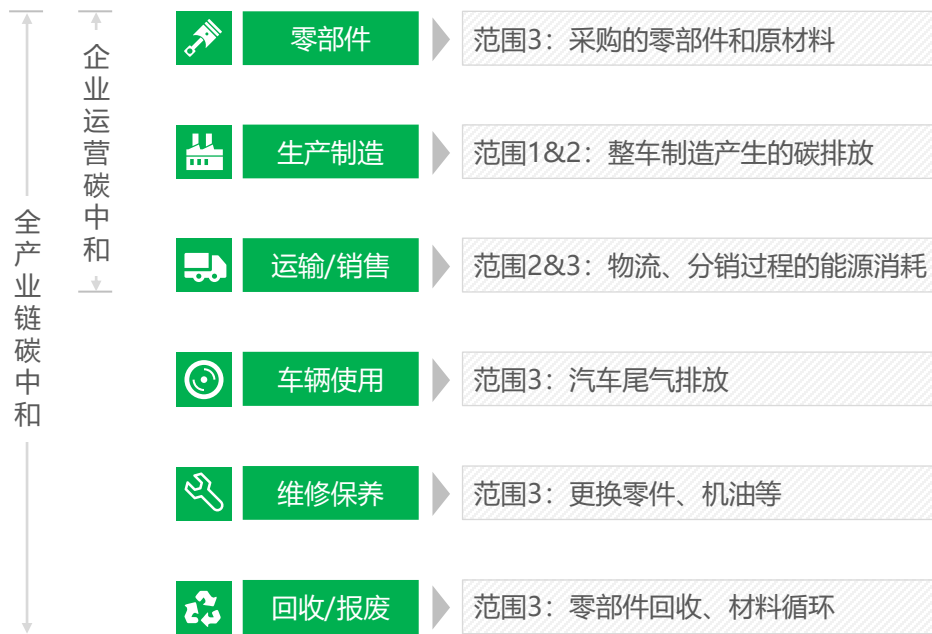 全产业链碳中和
企业运营碳中和
零部件
范围3：采购的零部件和原材料
生产制造
范围1&2：整车制造产生的碳排放
运输/销售
范围2&3：物流、分销过程的能源消耗
车辆使用
范围3：汽车尾气排放
维修保养
范围3：更换零件、机油等
回收/报废
范围3：零部件回收、材料循环